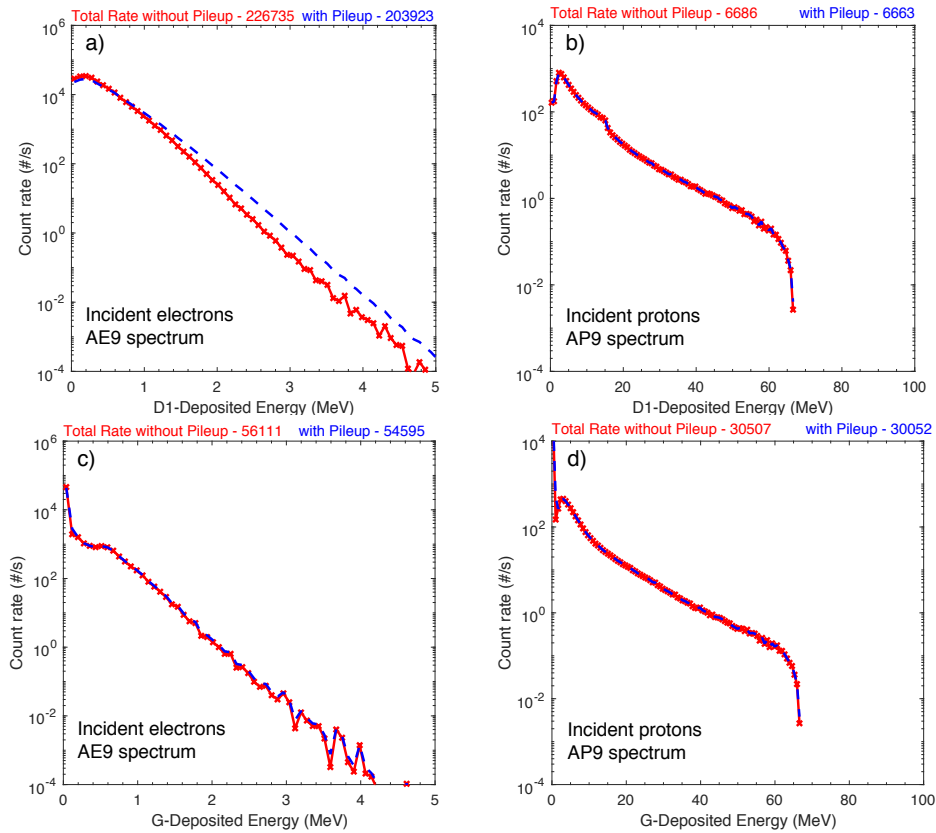 Total Rate without Pileup - 226735 with Pileup - 203923
a)
10^6
10^4
10^2
10^0
10^-2
10^-4
Count rate (#/s)
Incident electrons
AE9 spectrum
0 1 2 3 4 5
D1-Deposited Energy (MeV)
Total Rate without Pileup - 6686 with Pileup - 6663
b)
10^6
10^4
10^2
10^0
10^-2
10^-4
Count rate (#/s)
Incident protons
AP9 spectrum
0 20 40 60 80 100
D1-Deposited Energy (MeV)
Total Rate without Pileup - 56111 with Pileup - 54595
c)
10^6
10^4
10^2
10^0
10^-2
10^-4
Count rate (#/s)
Incident electrons
AE9 spectrum
0 1 2 3 4 5
G-Deposited Energy (MeV)
Total Rate without Pileup - 30507 with Pileup - 30052
d)
10^4
10^2
10^0
10^-2
10^-4
Count rate (#/s)
Incident protons
AP9 spectrum
0 20 40 60 80 100
G-Deposited Energy (MeV)